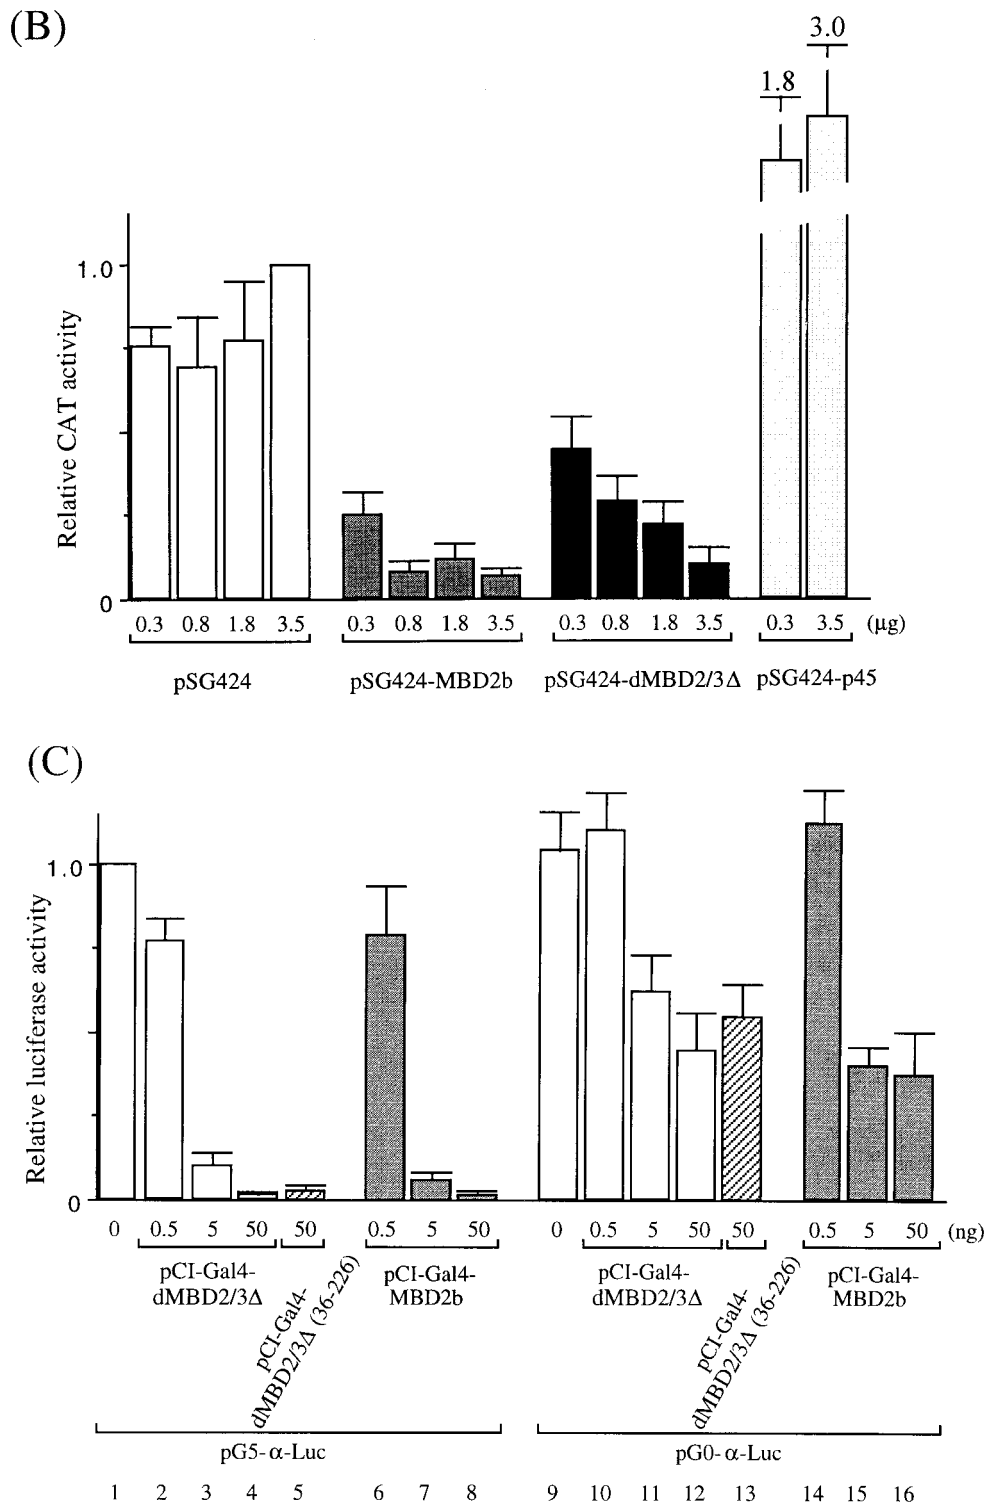 (B)
3.0
1.8
1.0
Relative CAT activity
0
0.3 0.8 1.8 3.5 0.3 0.8 1.8 3.5 0.3 0.8 1.8 3.5 0.3 3.5 (µg)
pSG424 pSG424-MBD2b pSG424-dMBD2/3Δ pSG424-p45
(C)
1.0
Relative luciferase activity
0
0 0.5 5 50 50 0.5 5 50 0 0.5 5 50 50 0.5 5 50 (ng)
pCI-Gal4-
dMBD2/3Δ
pCI-Gal4-
dMBD2/3Δ (36-226)
pCI-Gal4-
MBD2b
pCI-Gal4-
dMBD2/3Δ
pCI-Gal4-
dMBD2/3Δ (36-226)
pCI-Gal4-
MBD2b
pG5-α-Luc pG0-α-Luc
1 2 3 4 5 6 7 8 9 10 11 12 13 14 15 16